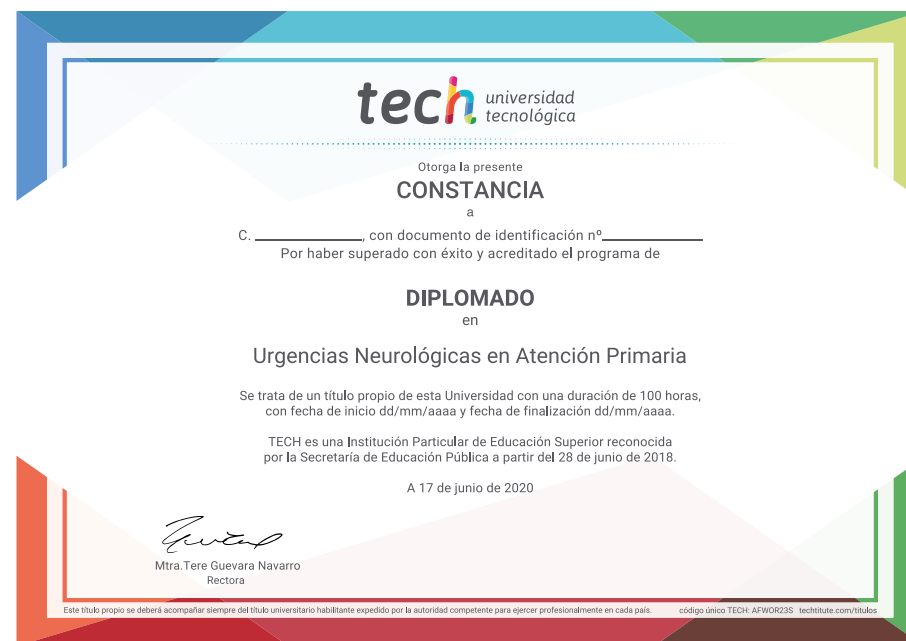 tech universidad
tecnológica
Otorga la presente
CONSTANCIA
a
C. ____________, con documento de identificación nº____________
Por haber superado con éxito y acreditado el programa de
DIPLOMADO
en
Urgencias Neurológicas en Atención Primaria
Se trata de un título propio de esta Universidad con una duración de 100 horas,
con fecha de inicio dd/mm/aaaa y fecha de finalización dd/mm/aaaa.
TECH es una Institución Particular de Educación Superior reconocida
por la Secretaría de Educación Pública a partir del 28 de junio de 2018.
A 17 de junio de 2020
Mtra.Tere Guevara Navarro
Rectora
Este título propio se deberá acompañar siempre del título universitario habilitante expedido por la autoridad competente para ejercer profesionalmente en cada país. código único TECH: AFWOR23S techtitute.com/titulos